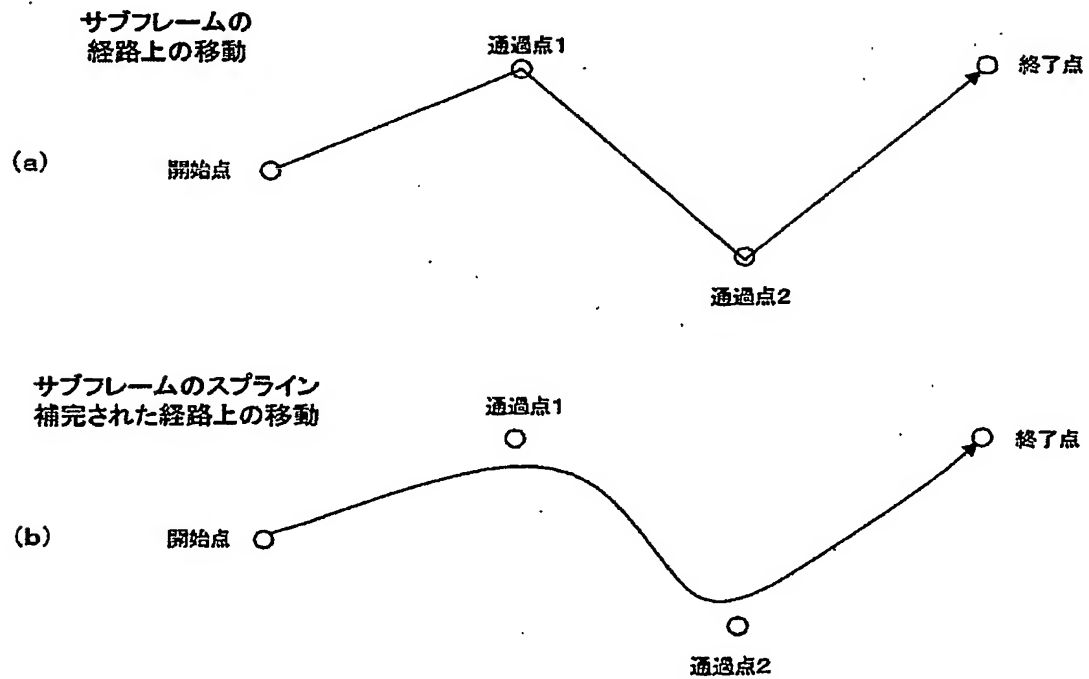 サブフレームの
経路上の移動
通過点1
終了点
(a)
開始点
通過点2
サブフレームのスプライン
補完された経路上の移動
通過点1
終了点
(b)
開始点
通過点2